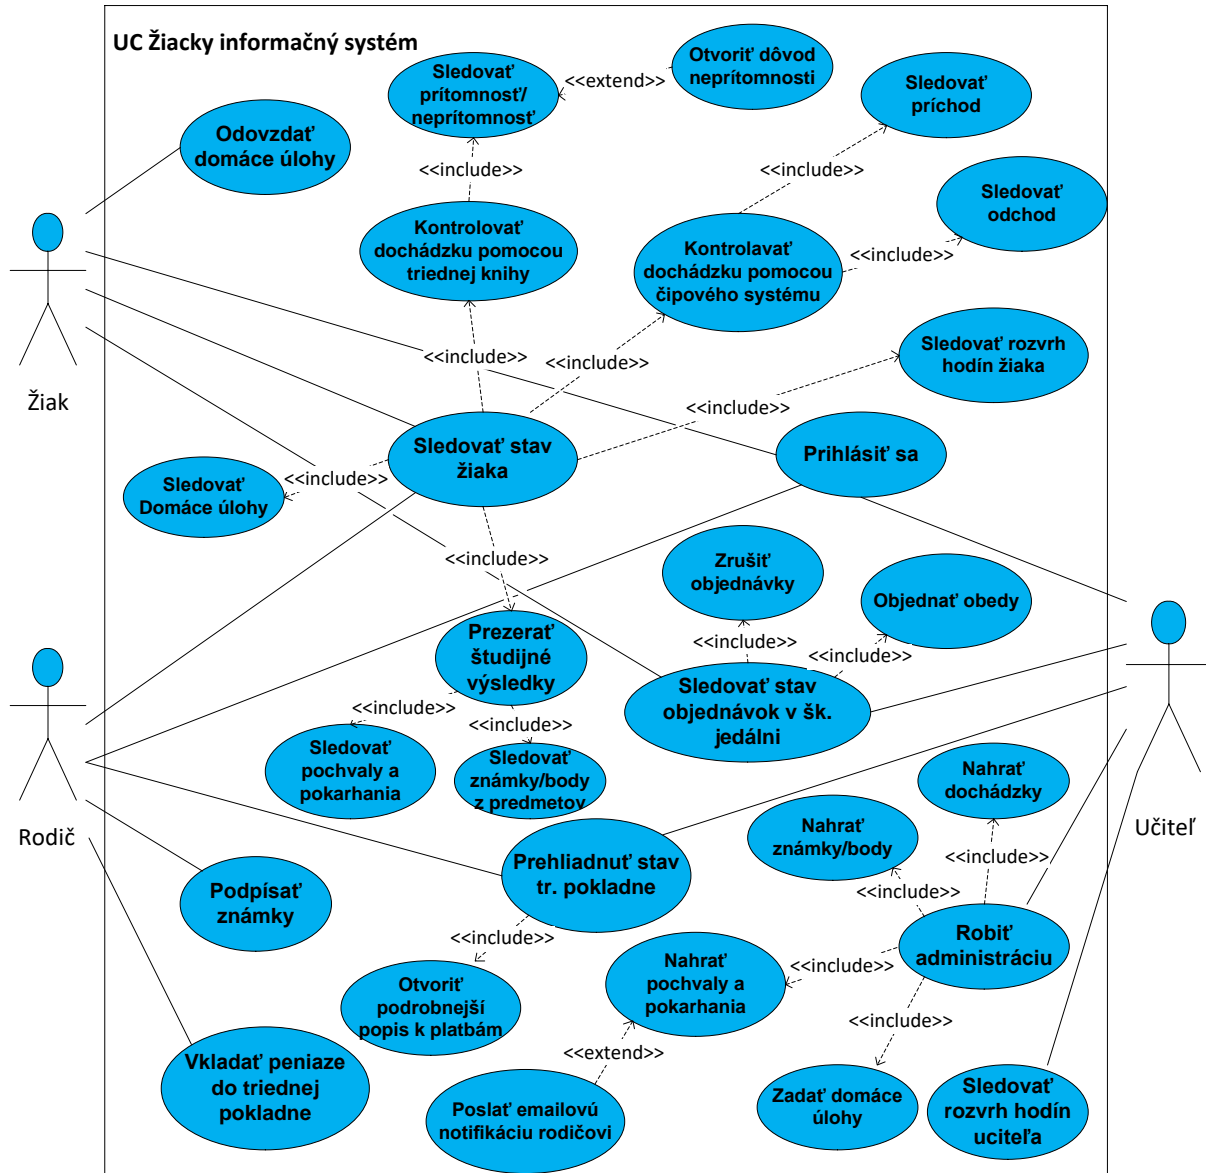 UC Žiacky informačný systém
Sledovať
prítomnosť/
neprítomnosť
<<extend>>
Otvoriť dôvod
neprítomnosti
Sledovať
príchod
Odovzdať
domáce úlohy
<<include>>
<<include>>
Sledovať
odchod
Kontrolovať
dochádzku pomocou
triednej knihy
Kontrolavať
dochádzku pomocou
čipového systému
<<include>>
Žiak
<<include>>
<<include>>
Sledovať rozvrh
hodín žiaka
<<include>>
Sledovať stav
žiaka
Prihlásiť sa
<<include>>
Sledovať
Domáce úlohy
<<include>>
Zrušiť
objednávky
Objednať obedy
<<include>>
<<include>>
Prezerať
študijné
výsledky
Sledovať stav
objednávok v šk.
jedálni
<<include>>
<<include>>
Sledovať
pochvaly a
pokarhania
Sledovať
známky/body
z predmetov
Rodič
Učiteľ
Nahrať
dochádzky
Nahrať
známky/body
<<include>>
<<include>>
Prehliadnuť stav
tr. pokladne
Podpísať
známky
<<include>>
Robiť
administráciu
<<include>>
Nahrať
pochvaly a
pokarhania
Otvoriť
podrobnejší
popis k platbám
<<include>>
<<extend>>
Vkladať peniaze
do triednej
pokladne
Poslať emailovú
notifikáciu rodičovi
Zadať domáce
úlohy
Sledovať
rozvrh hodín
uciteľa